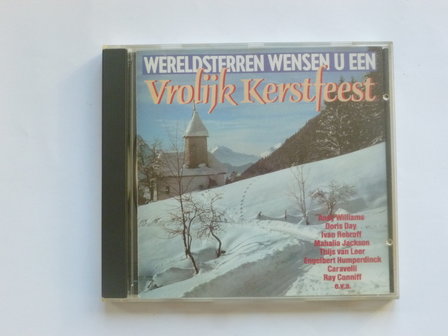 WERELDSTERREN WENSEN U EEN
Vrolijk Kerstfeest
Andy Williams
Doris Day
Ivan Rebroff
Mahalia Jackson
Thijs van Leer
Engelbert Humperdinck
Caravelli
Ray Conniff
e.v.a.